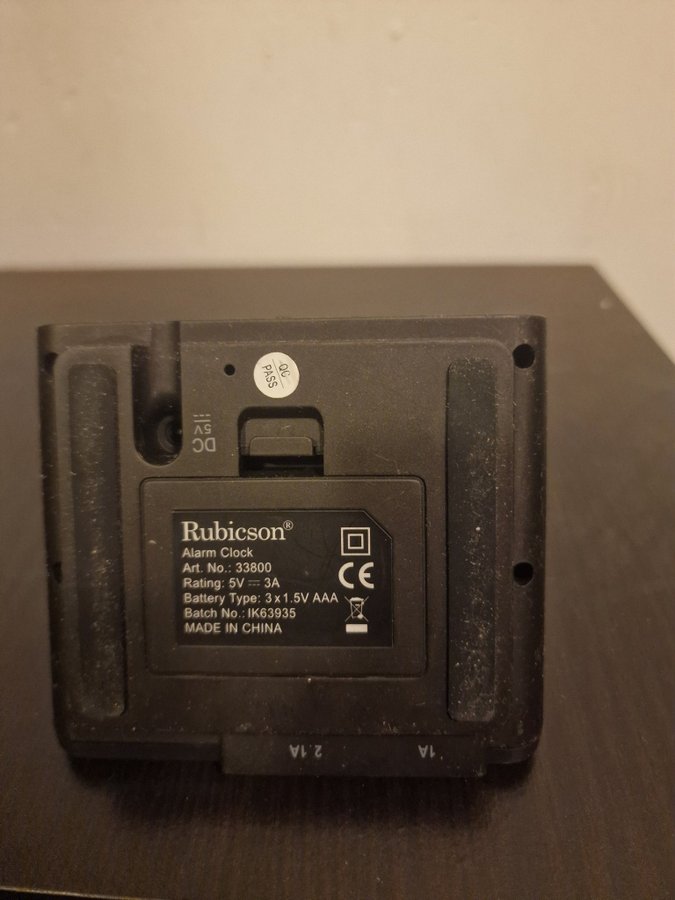 QC
PASS
DC
5V
Rubicson®
Alarm Clock
Art. No.: 33800
Rating: 5V ⎓ 3A
Battery Type: 3 x 1.5V AAA
Batch No.: IK63935
MADE IN CHINA
CE
2.1A
1A